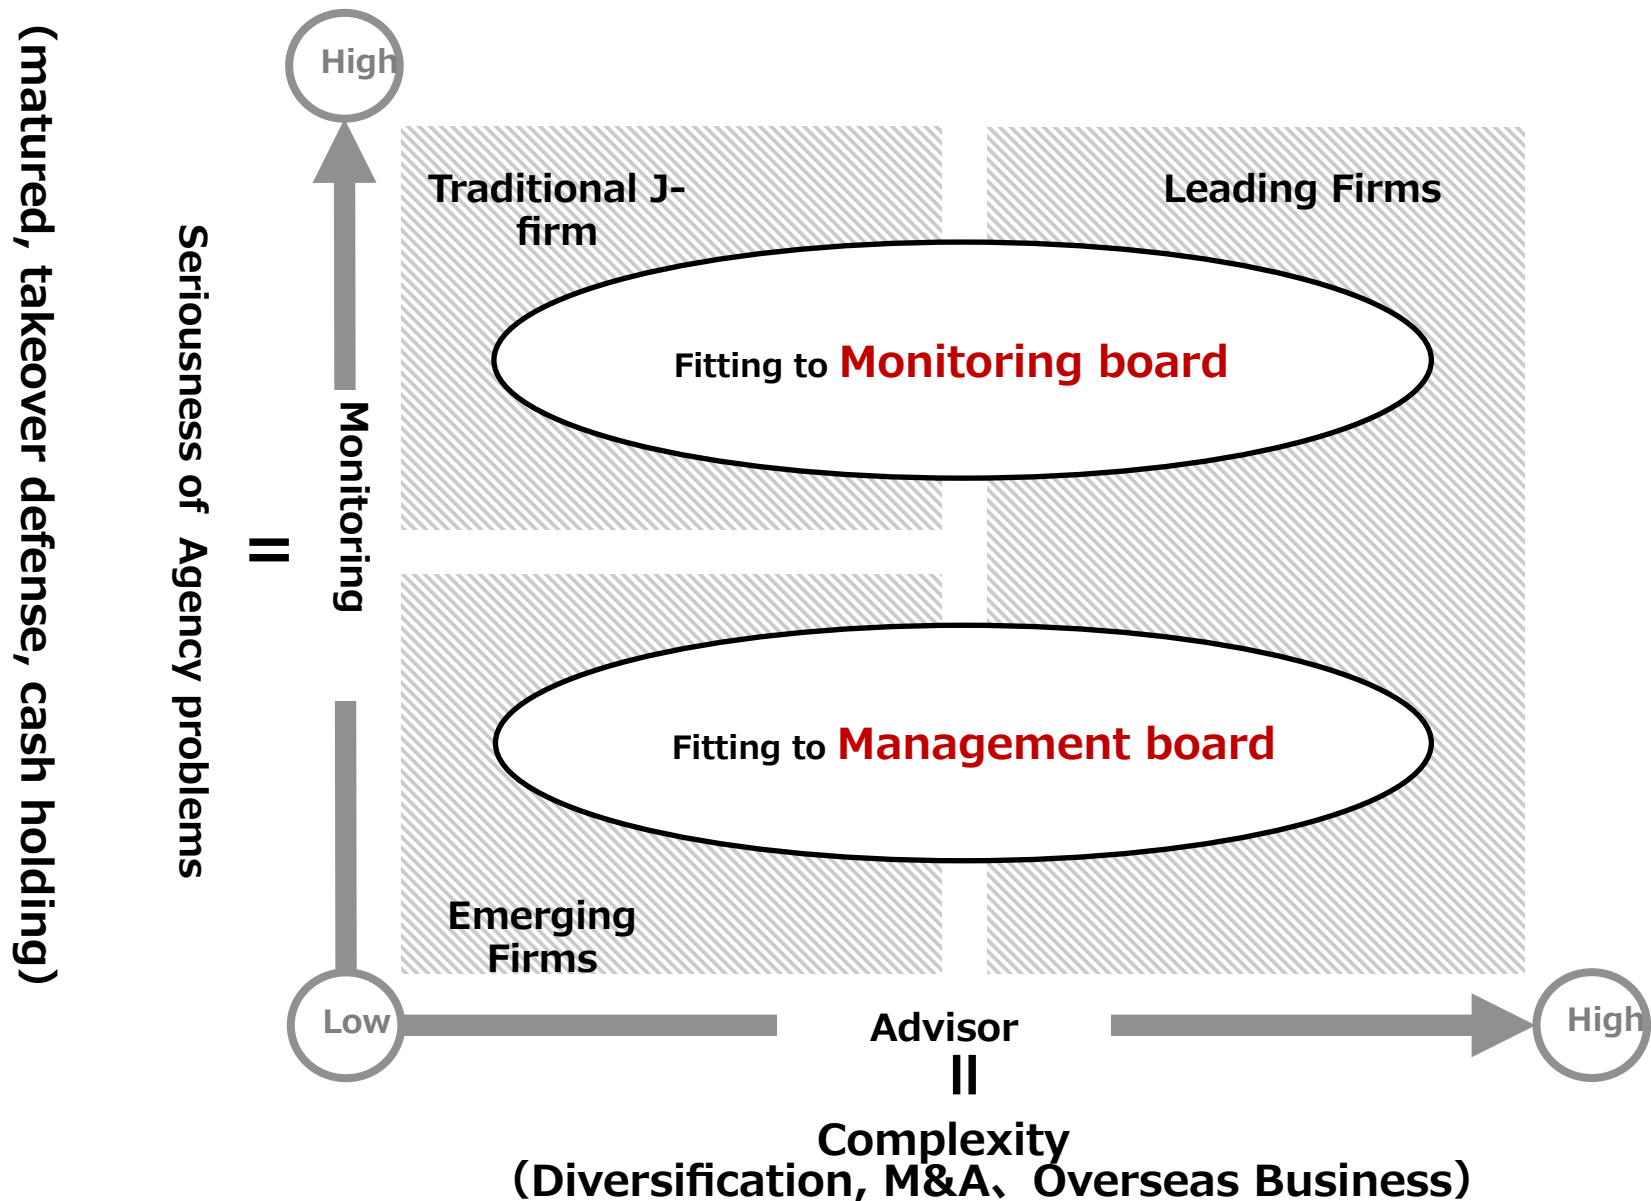 High
(matured, takeover defense, cash holding)
Seriousness of Agency problems
=
Monitoring
Traditional J-
firm
Leading Firms
Fitting to Monitoring board
Fitting to Management board
Emerging
Firms
Low
Advisor
High
=
Complexity
（Diversification, M&A、Overseas Business）